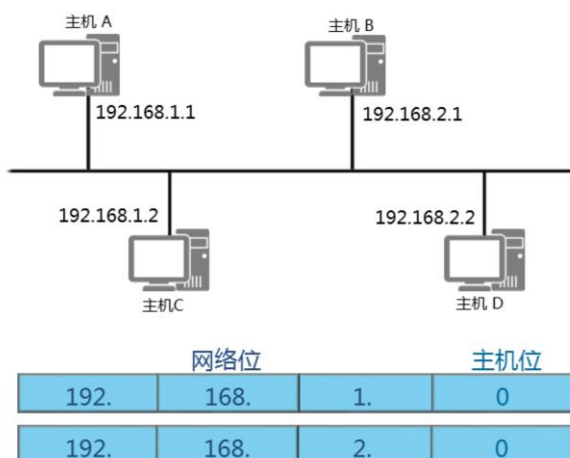 主机 A
主机 B
192.168.1.1
192.168.2.1
192.168.1.2
192.168.2.2
主机C
主机 D
网络位 主机位
192. 168. 1. 0
192. 168. 2. 0